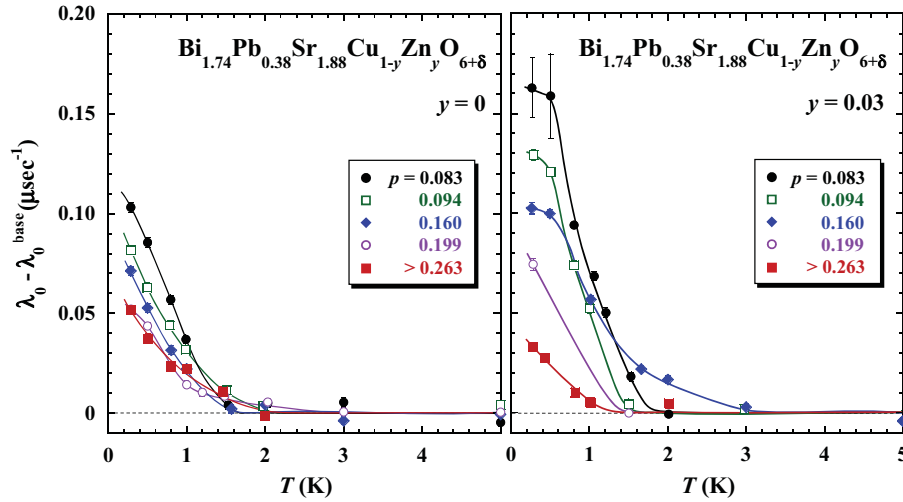 Bi1.74Pb0.38Sr1.88Cu1-yZnyO6+δ
y = 0
p = 0.083
0.094
0.160
0.199
> 0.263
0.20
0.15
0.10
0.05
0
λ0 - λ0^base (μsec^-1)
0 1 2 3 4
T (K)
Bi1.74Pb0.38Sr1.88Cu1-yZnyO6+δ
y = 0.03
p = 0.083
0.094
0.160
0.199
> 0.263
0 1 2 3 4 5
T (K)